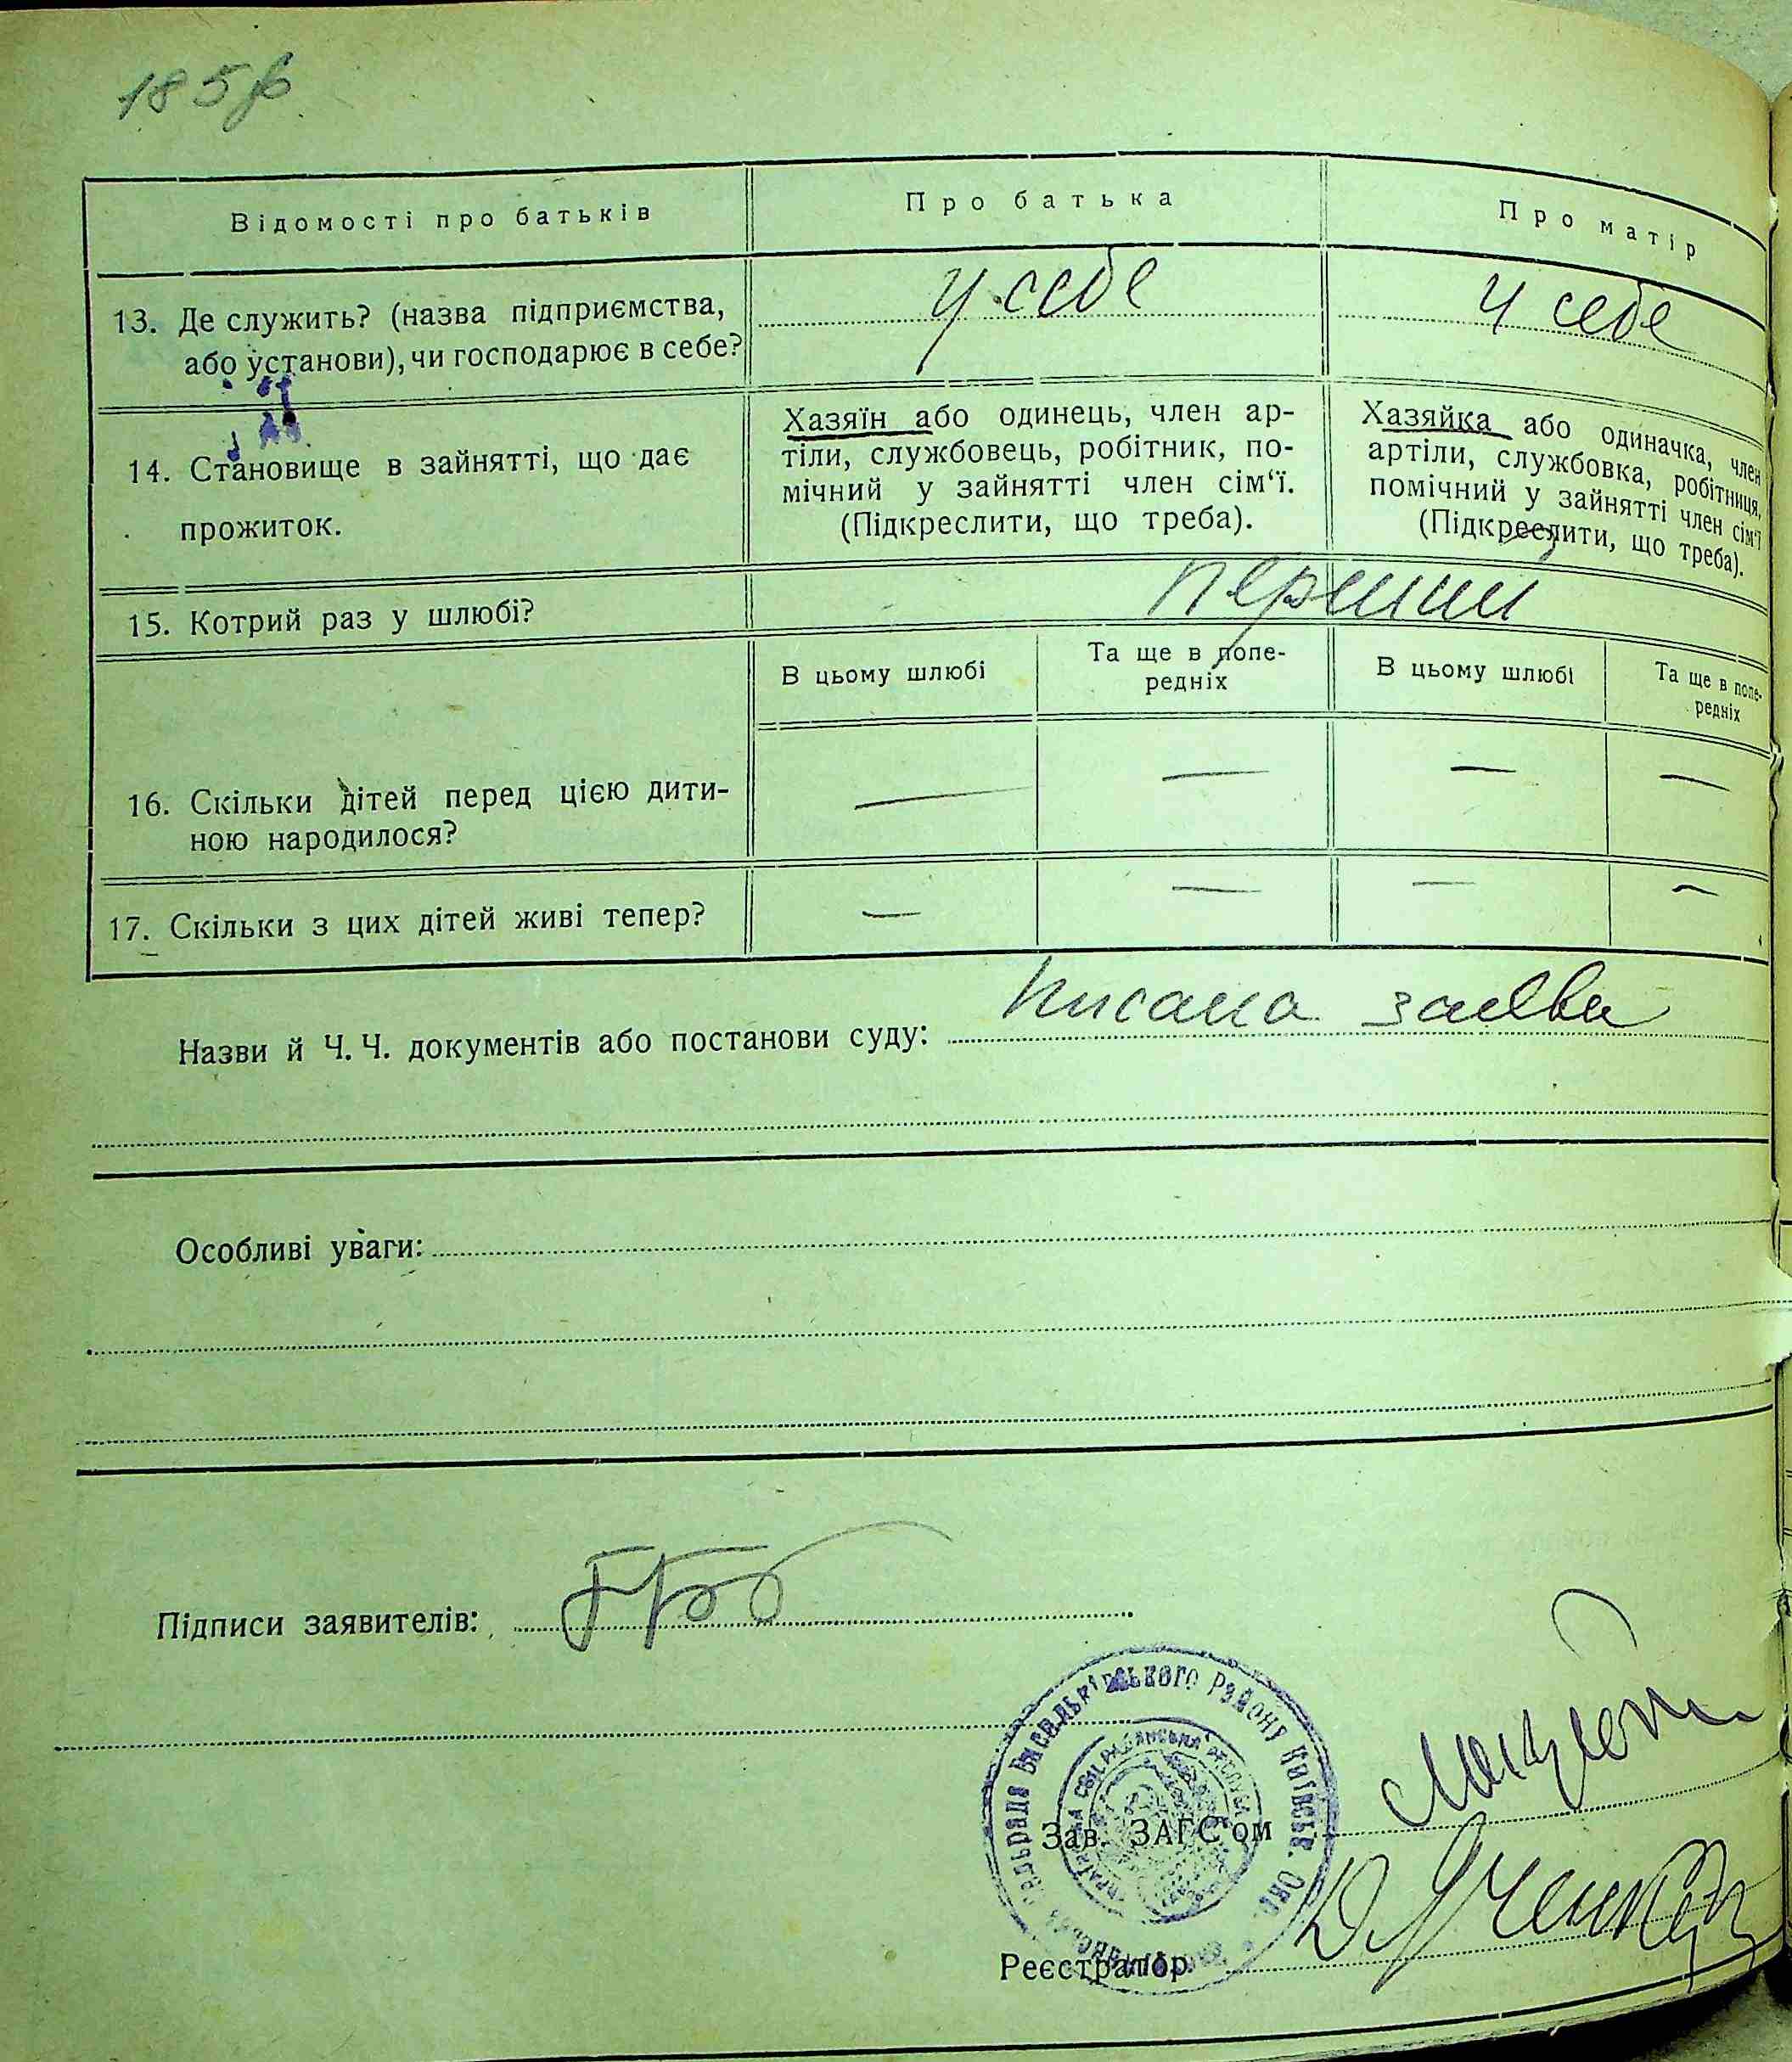 185
Відомості про батьків
Про батька
Про матір
13. Де служить? (назва підприємства,
або установи), чи господарює в себе?
у себе
у себе
14. Становище в зайнятті, що дає
прожиток.
Хазяїн або одинець, член ар-
тіли, службовець, робітник, по-
мічний у зайнятті член сім‘ї.
(Підкреслити, що треба).
Хазяйка або одиначка, член
артіли, службовка, робітниця,
помічний у зайнятті член сім‘ї
(Підкреслити, що треба).
15. Котрий раз у шлюбі?
перший
В цьому шлюбі
Та ще в попе-
редніх
В цьому шлюбі
Та ще в попе-
редніх
16. Скільки дітей перед цією дити-
ною народилося?
— — — —
17. Скільки з цих дітей живі тепер?
— — — —
Назви й Ч. Ч. документів або постанови суду:
Особливі уваги:
Підписи заявителів:
Васильківського району Київськ. Окр.
Зав. ЗАГС'ом
Реєстратор